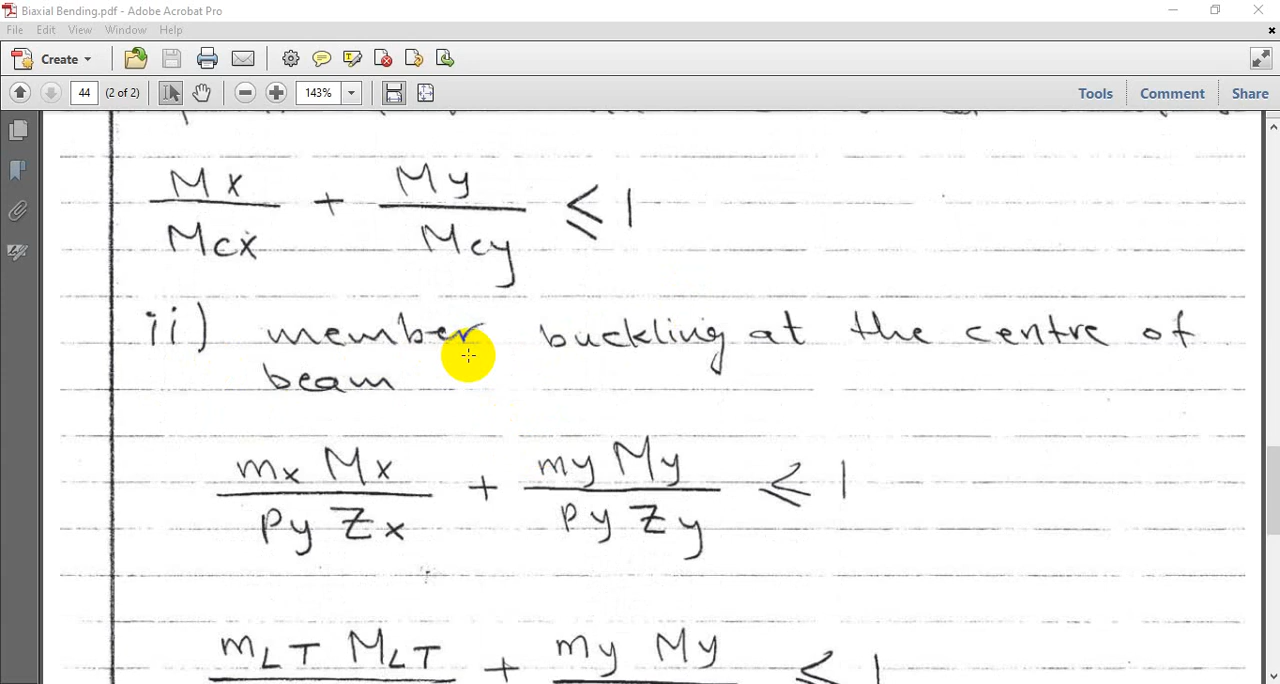 Biaxial Bending.pdf - Adobe Acrobat Pro
File Edit View Window Help
Create
44 (2 of 2) 143% Tools Comment Share
Mx / Mcx + My / Mcy ≤ 1
ii) member buckling at the centre of
beam
mx Mx / Py Zx + my My / Py Zy ≤ 1
mLT MLT + my My ≤ 1